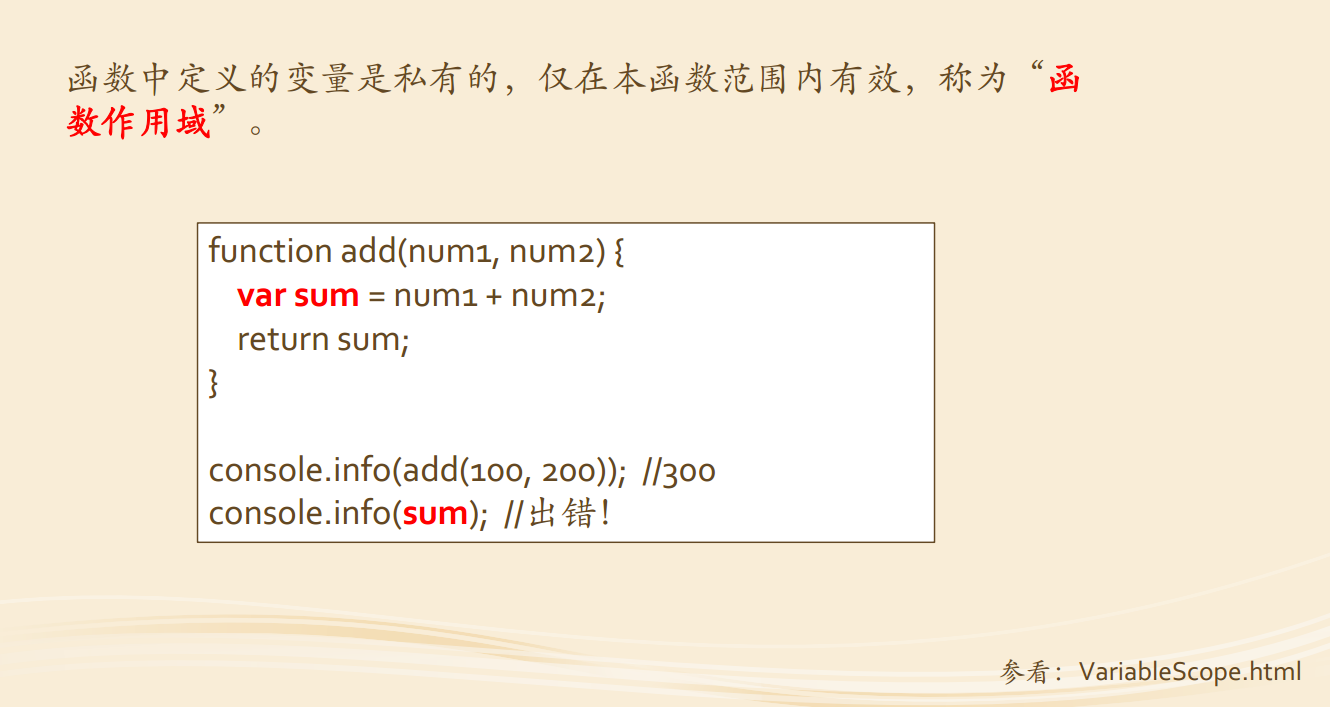 函数中定义的变量是私有的，仅在本函数范围内有效，称为“函
数作用域”。
function add(num1, num2) {
var sum = num1 + num2;
return sum;
}
console.info(add(100, 200)); //300
console.info(sum); //出错！
参看：VariableScope.html